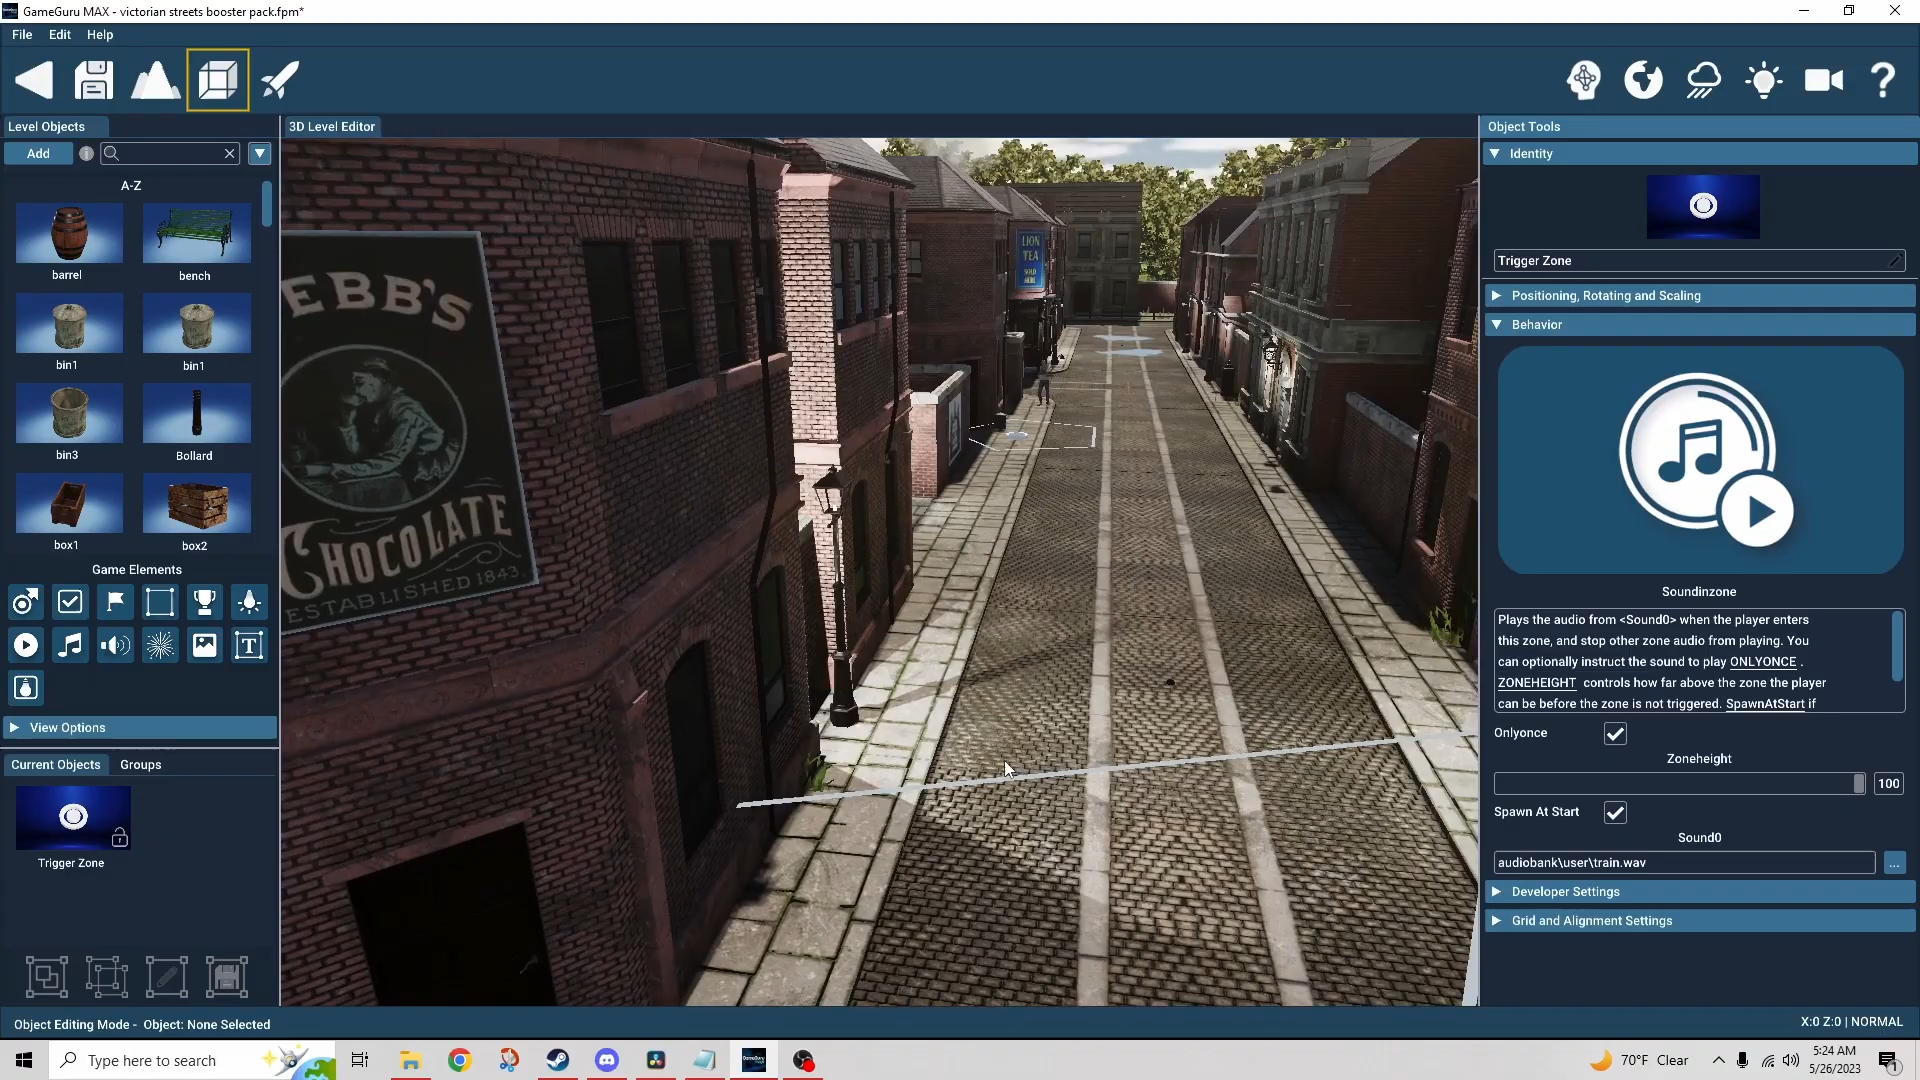 GameGuru MAX - victorian streets booster pack.fpm*
File Edit Help
Level Objects
3D Level Editor
Object Tools
Add
Identity
A-Z
barrel
bench
bin1
bin1
bin3
Bollard
box1
box2
Game Elements
View Options
Current Objects Groups
Trigger Zone
EBB'S
CHOCOLATE
ESTABLISHED 1843.
LION
TEA
SOLD
HERE
Trigger Zone
Positioning, Rotating and Scaling
Behavior
Soundinzone
Plays the audio from <Sound0> when the player enters
this zone, and stop other zone audio from playing. You
can optionally instruct the sound to play ONLYONCE .
ZONEHEIGHT controls how far above the zone the player
can be before the zone is not triggered. SpawnAtStart if
Onlyonce
Zoneheight
100
Spawn At Start
Sound0
audiobank\user\train.wav
...
Developer Settings
Grid and Alignment Settings
Object Editing Mode - Object: None Selected
X:0 Z:0 | NORMAL
Type here to search
70°F Clear
5:24 AM
5/26/2023
1